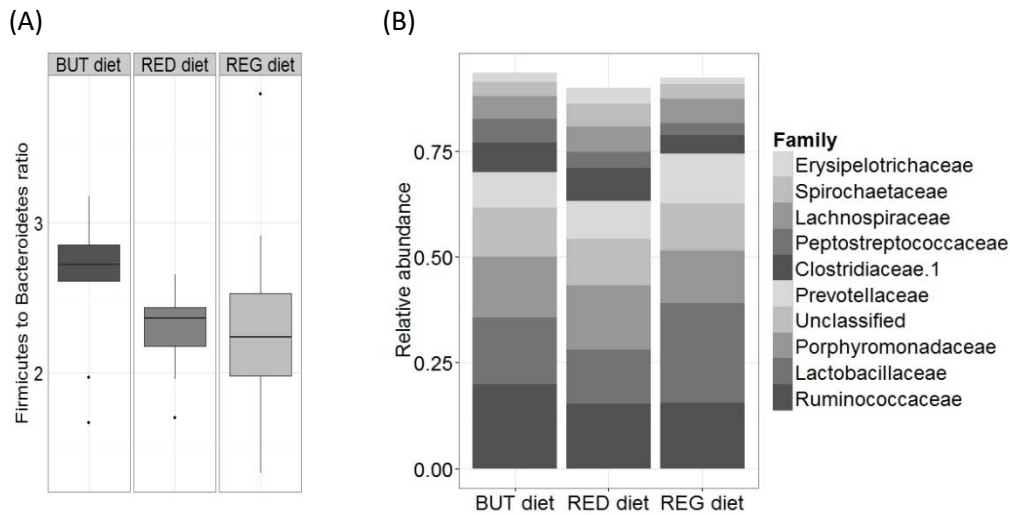 (A)
BUT diet RED diet REG diet
Firmicutes to Bacteroidetes ratio
3
2
(B)
Relative abundance
0.75
0.50
0.25
0.00
BUT diet RED diet REG diet
Family
Erysipelotrichaceae
Spirochaetaceae
Lachnospiraceae
Peptostreptococcaceae
Clostridiaceae.1
Prevotellaceae
Unclassified
Porphyromonadaceae
Lactobacillaceae
Ruminococcaceae